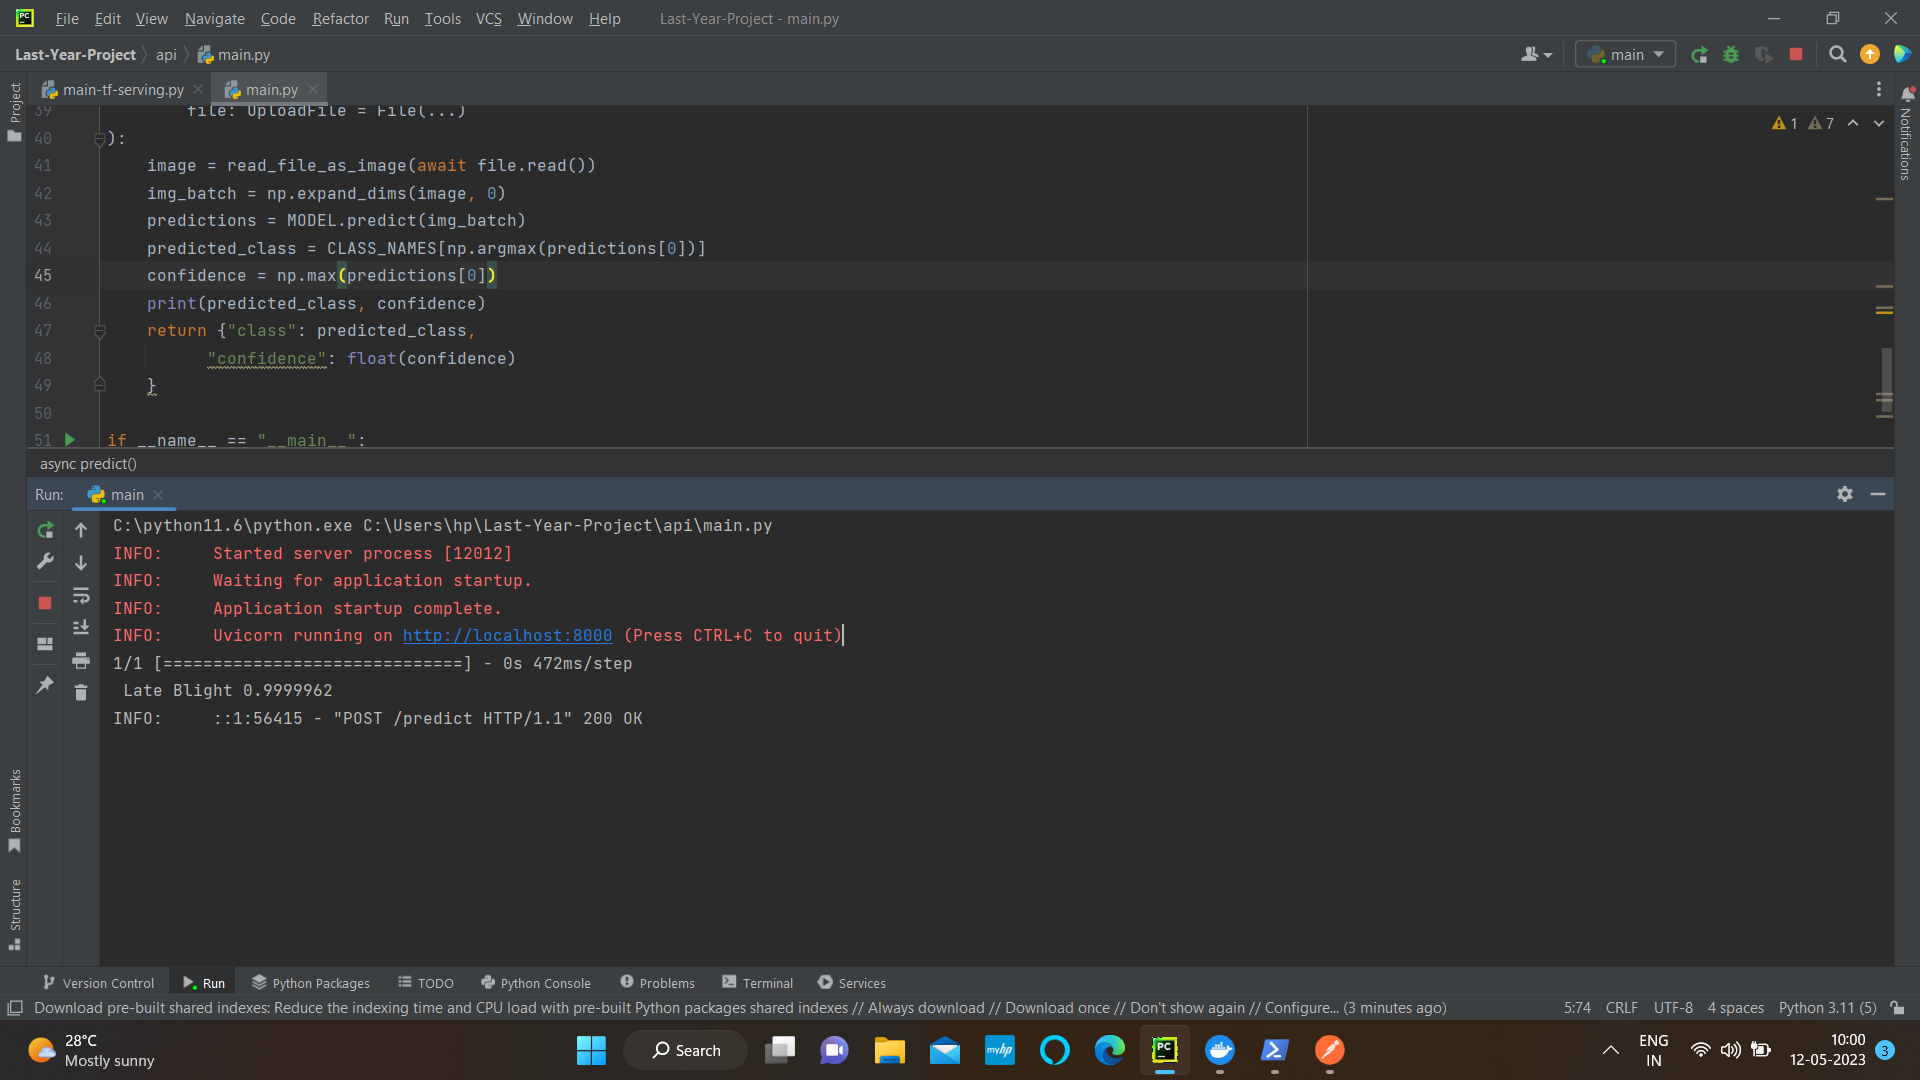 File Edit View Navigate Code Refactor Run Tools VCS Window Help Last-Year-Project - main.py
Last-Year-Project api main.py main
main-tf-serving.py main.py
Project
Notifications
1 7
39 file: UploadFile = File(...)
40 ):
41 image = read_file_as_image(await file.read())
42 img_batch = np.expand_dims(image, 0)
43 predictions = MODEL.predict(img_batch)
44 predicted_class = CLASS_NAMES[np.argmax(predictions[0])]
45 confidence = np.max(predictions[0])
46 print(predicted_class, confidence)
47 return {"class": predicted_class,
48 "confidence": float(confidence)
49 }
50
51 if __name__ == "__main__":
async predict()
Run: main
C:\python11.6\python.exe C:\Users\hp\Last-Year-Project\api\main.py
INFO: Started server process [12012]
INFO: Waiting for application startup.
INFO: Application startup complete.
INFO: Uvicorn running on http://localhost:8000 (Press CTRL+C to quit)
1/1 [==============================] - 0s 472ms/step
Late Blight 0.9999962
INFO: ::1:56415 - "POST /predict HTTP/1.1" 200 OK
Bookmarks
Structure
Version Control Run Python Packages TODO Python Console Problems Terminal Services
Download pre-built shared indexes: Reduce the indexing time and CPU load with pre-built Python packages shared indexes // Always download // Download once // Don't show again // Configure... (3 minutes ago) 5:74 CRLF UTF-8 4 spaces Python 3.11 (5)
28°C
Mostly sunny
Search
myhp
PC
ENG
IN
10:00
12-05-2023
3